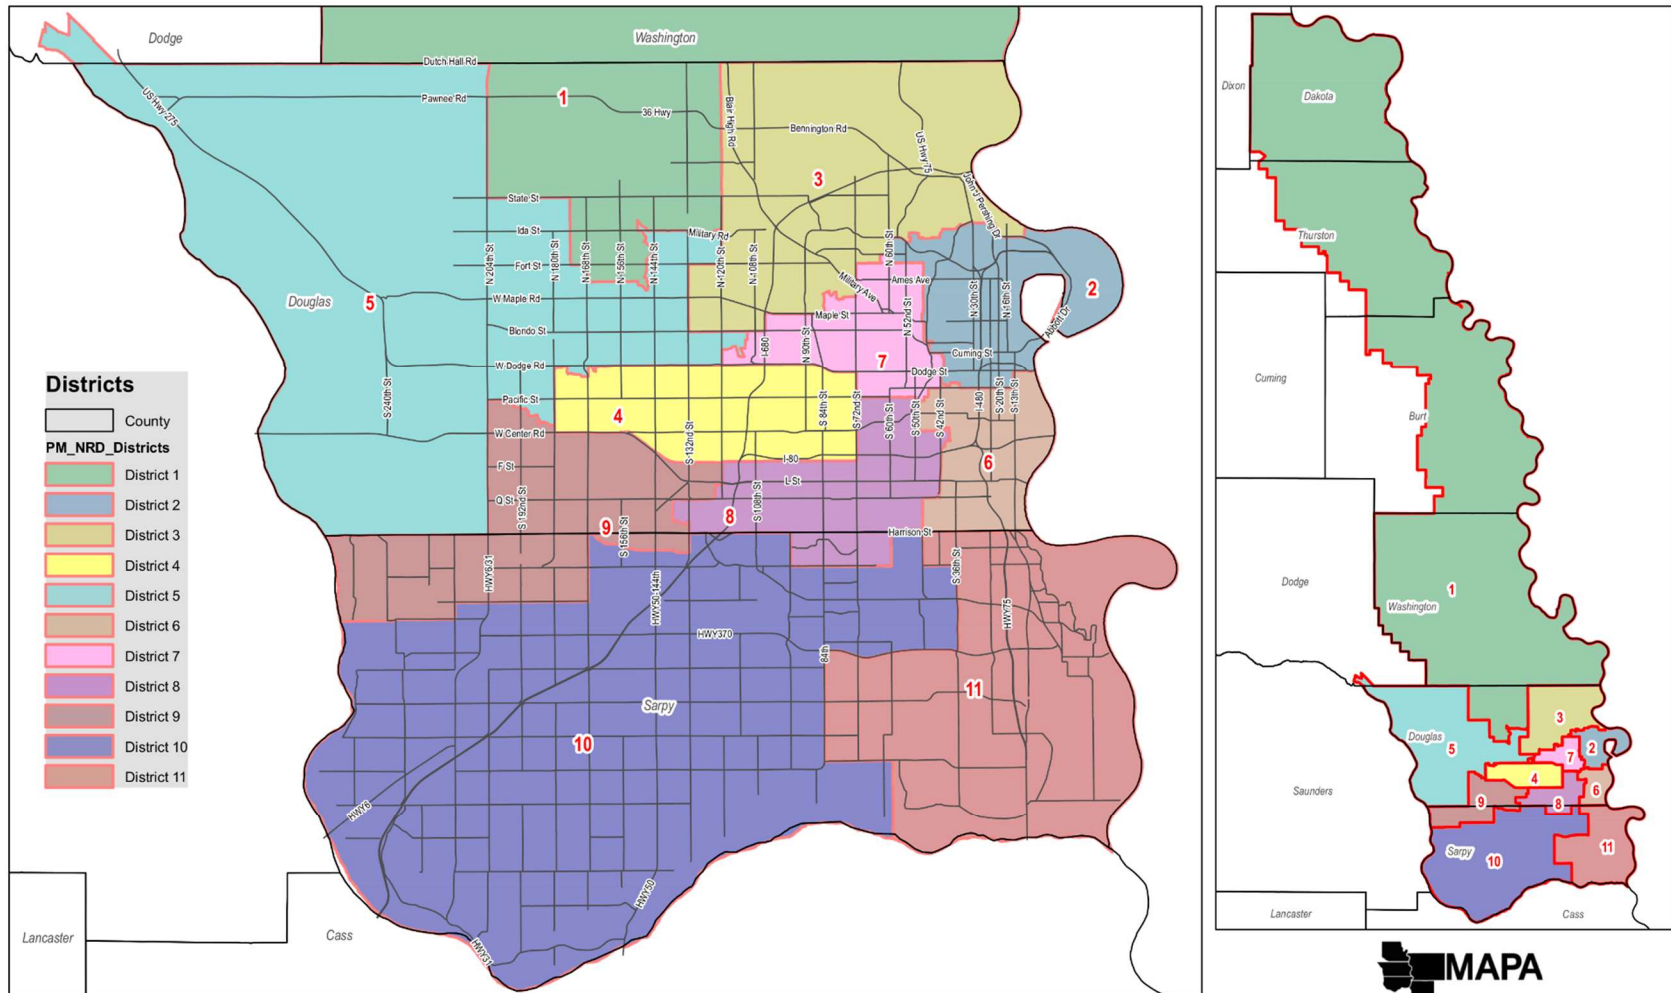 Dodge
Washington
Dutch Hall Rd
US Hwy 275
Pawnee Rd
1
36 Hwy
Blair High Rd
Bennington Rd
US Hwy 75
3
John J Pershing Dr
State St
Ida St
Military Rd
N 204th St
N 180th St
N 168th St
N 156th St
N 144th St
N 120th St
N 108th St
N 60th St
Fort St
Military Ave
Ames Ave
2
Douglas
5
W Maple Rd
Maple St
N 52nd St
N 30th St
N 16th St
Abbott Dr
Blondo St
I-680
N 90th St
7
Cuming St
W Dodge Rd
Dodge St
S 240th St
Pacific St
4
S 84th St
S 72nd St
S 60th St
S 50th St
S 42nd St
I-480
S 20th St
S 13th St
W Center Rd
S 132nd St
F St
I-80
6
L St
Q St
S 192nd St
9
S 156th St
8
S 108th St
Harrison St
HWY6/31
HWY50-144th
S 36th St
HWY75
HWY370
84th
11
Sarpy
10
HWY6
HWY50
HWY31
Lancaster
Cass
Districts
County
PM_NRD_Districts
District 1
District 2
District 3
District 4
District 5
District 6
District 7
District 8
District 9
District 10
District 11
Dixon
Dakota
Thurston
Cuming
Burt
Dodge
1
Washington
3
Douglas
5
2
7
4
Saunders
9
8
6
Sarpy
10
11
Lancaster
Cass
MAPA